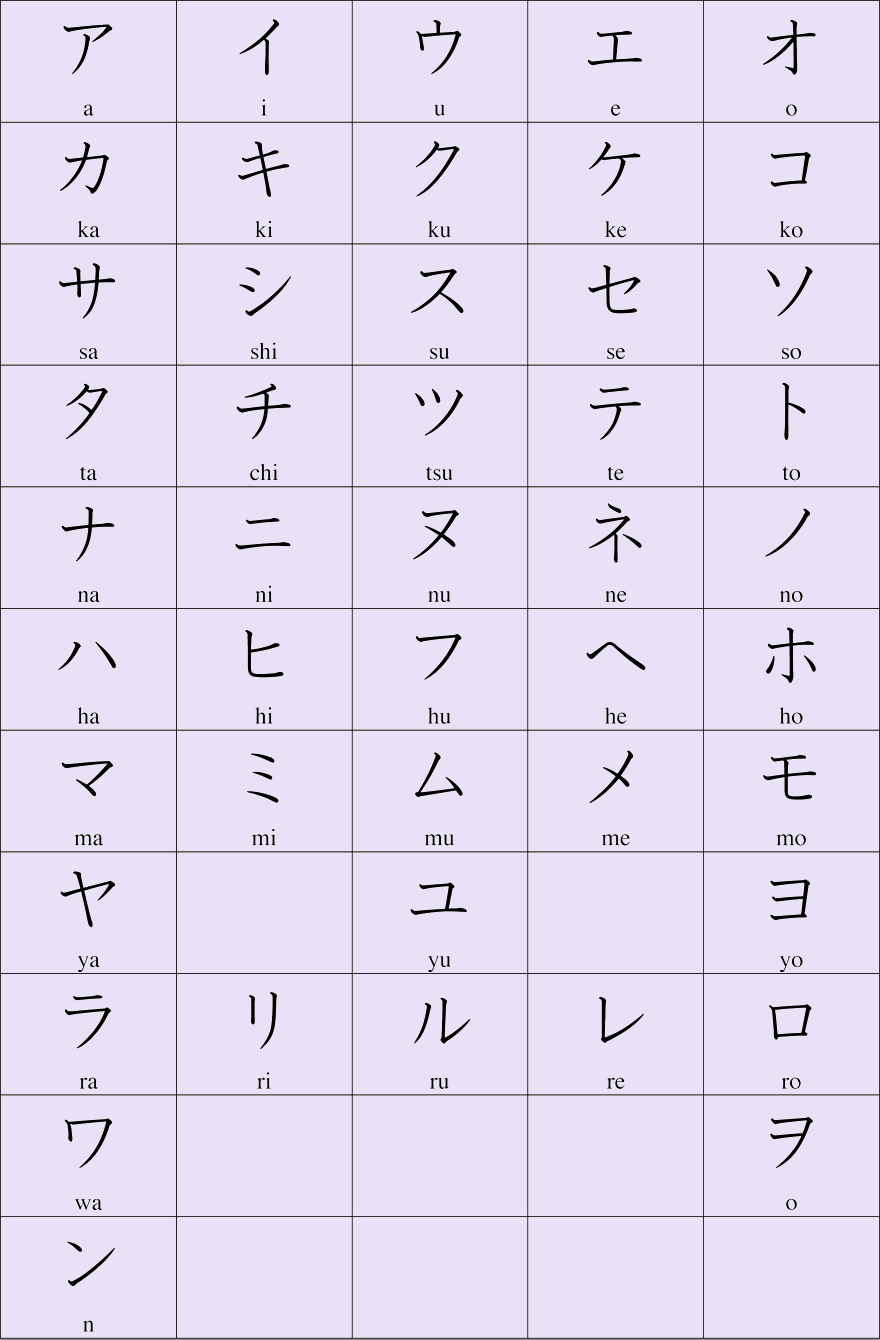 ア イ ウ エ オ
a i u e o
カ キ ク ケ コ
ka ki ku ke ko
サ シ ス セ ソ
sa shi su se so
タ チ ツ テ ト
ta chi tsu te to
ナ ニ ヌ ネ ノ
na ni nu ne no
ハ ヒ フ ヘ ホ
ha hi hu he ho
マ ミ ム メ モ
ma mi mu me mo
ヤ ユ ヨ
ya yu yo
ラ リ ル レ ロ
ra ri ru re ro
ワ ヲ
wa o
ン
n